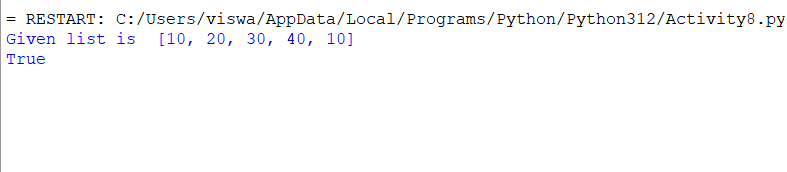 = RESTART: C:/Users/viswa/AppData/Local/Programs/Python/Python312/Activity8.py
Given list is  [10, 20, 30, 40, 10]
True